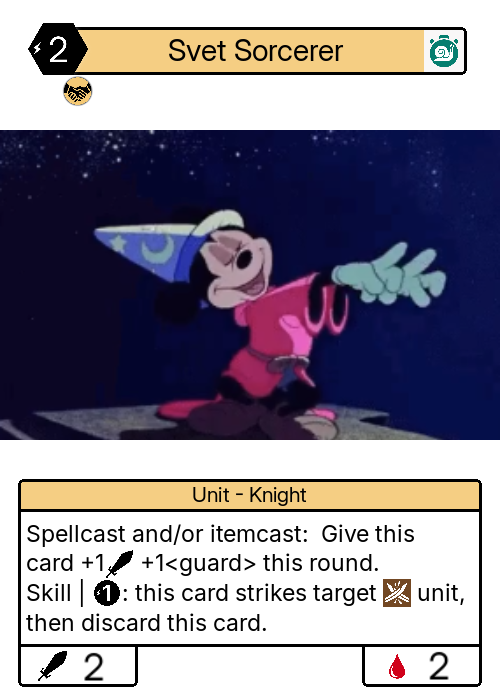 2
Svet Sorcerer
Unit - Knight
Spellcast and/or itemcast: Give this
card +1 +1<guard> this round.
Skill | 1: this card strikes target unit,
then discard this card.
2
2